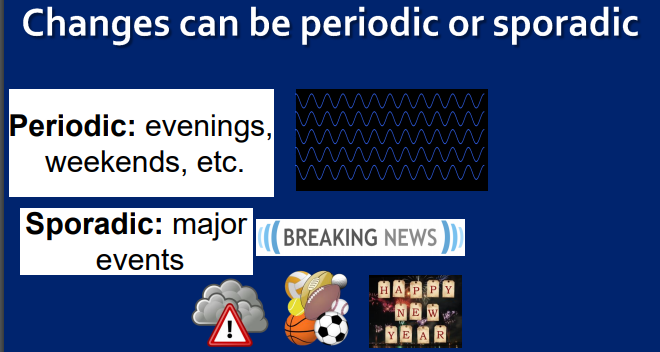 Changes can be periodic or sporadic
Periodic: evenings,
weekends, etc.
Sporadic: major
events
BREAKING NEWS
!
HAPPY
NEW
YEAR